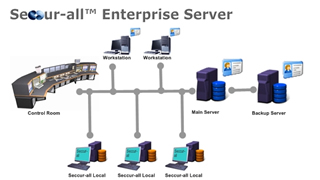 Seccur-all™ Enterprise Server
Workstation
Workstation
Control Room
Main Server
Backup Server
Seccur-all Local
Seccur-all Local
Seccur-all Local